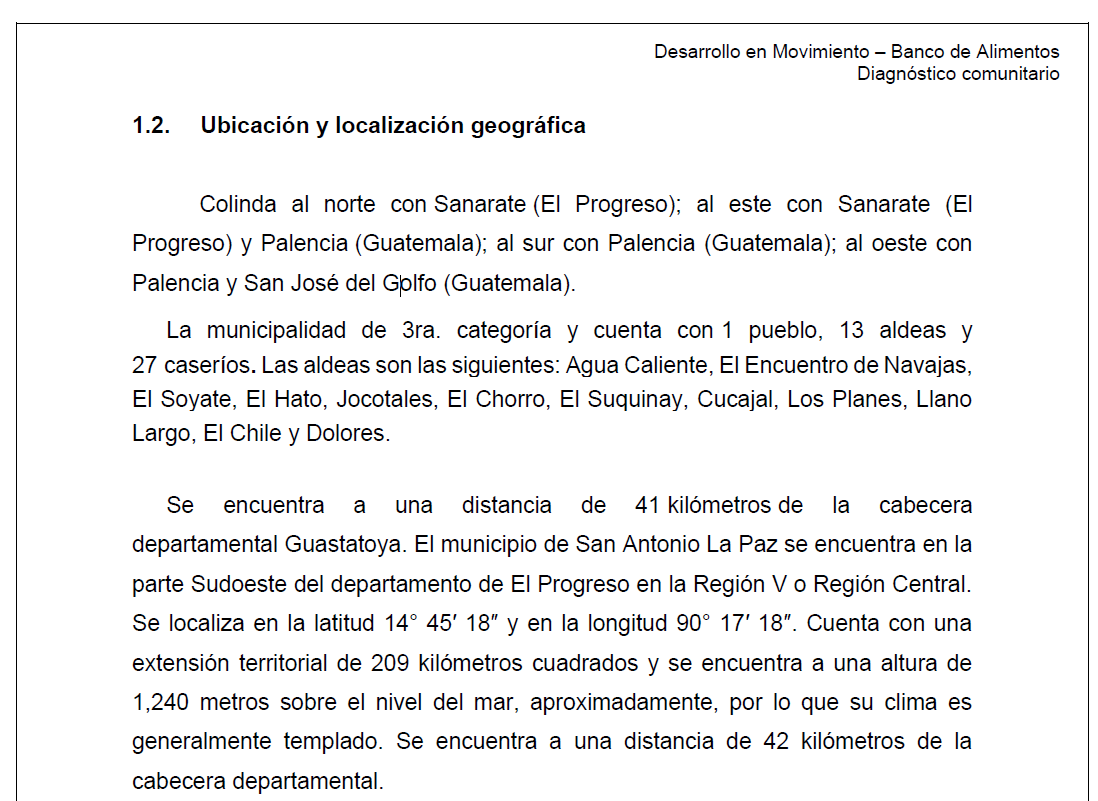 Desarrollo en Movimiento – Banco de Alimentos
Diagnóstico comunitario
1.2. Ubicación y localización geográfica
Colinda al norte con Sanarate (El Progreso); al este con Sanarate (El
Progreso) y Palencia (Guatemala); al sur con Palencia (Guatemala); al oeste con
Palencia y San José del Golfo (Guatemala).
La municipalidad de 3ra. categoría y cuenta con 1 pueblo, 13 aldeas y
27 caseríos. Las aldeas son las siguientes: Agua Caliente, El Encuentro de Navajas,
El Soyate, El Hato, Jocotales, El Chorro, El Suquinay, Cucajal, Los Planes, Llano
Largo, El Chile y Dolores.
Se encuentra a una distancia de 41 kilómetros de la cabecera
departamental Guastatoya. El municipio de San Antonio La Paz se encuentra en la
parte Sudoeste del departamento de El Progreso en la Región V o Región Central.
Se localiza en la latitud 14° 45′ 18″ y en la longitud 90° 17′ 18″. Cuenta con una
extensión territorial de 209 kilómetros cuadrados y se encuentra a una altura de
1,240 metros sobre el nivel del mar, aproximadamente, por lo que su clima es
generalmente templado. Se encuentra a una distancia de 42 kilómetros de la
cabecera departamental.